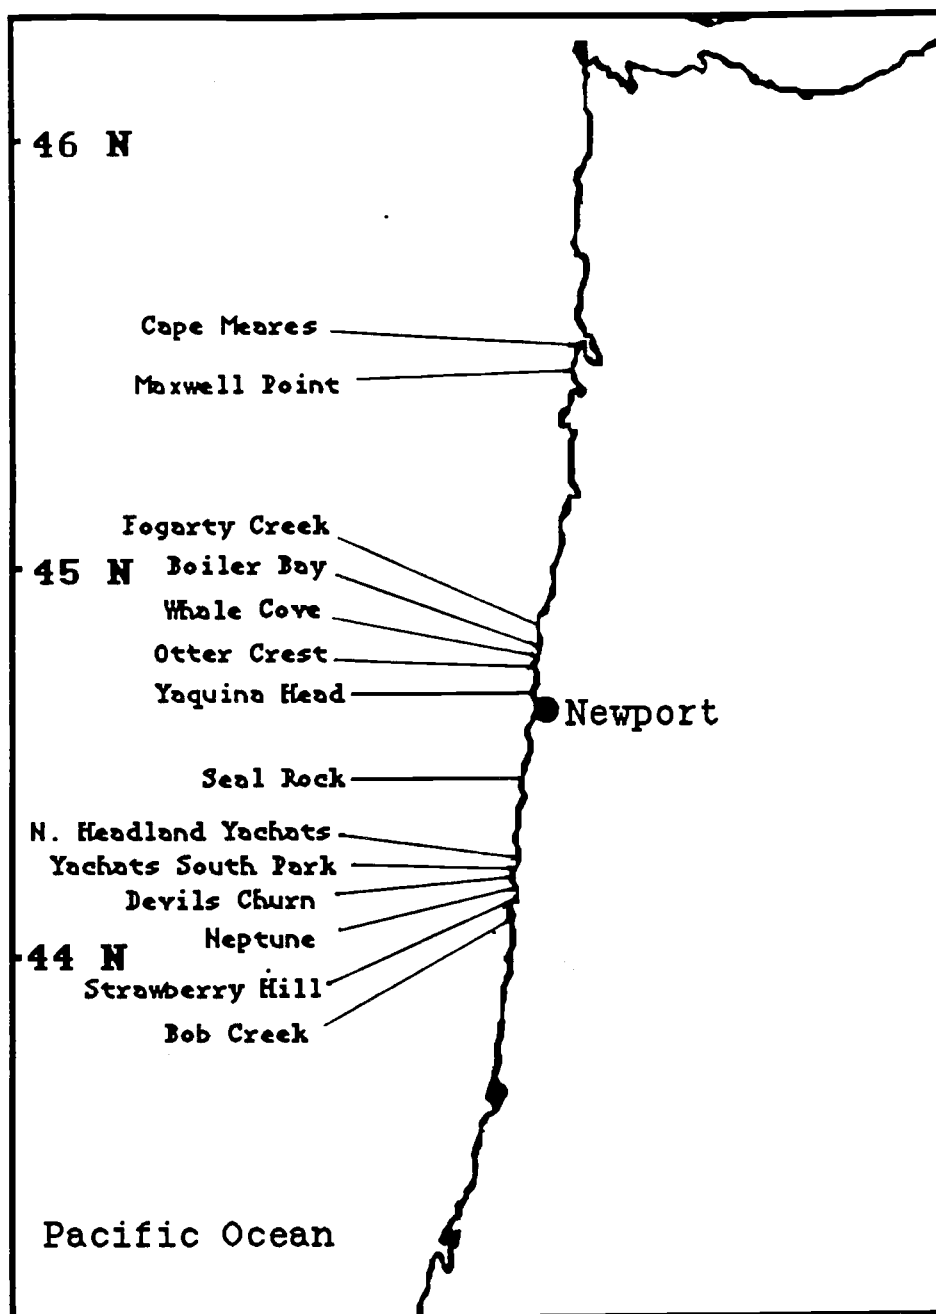 46 N
Cape Meares
Maxwell Point
Fogarty Creek
45 N
Boiler Bay
Whale Cove
Otter Crest
Yaquina Head
Newport
Seal Rock
N. Headland Yachats
Yachats South Park
Devils Churn
Neptune
44 N
Strawberry Hill
Bob Creek
Pacific Ocean